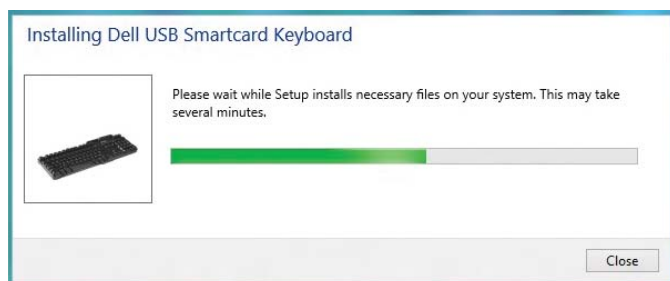 Installing Dell USB Smartcard Keyboard
Please wait while Setup installs necessary files on your system. This may take
several minutes.
Close